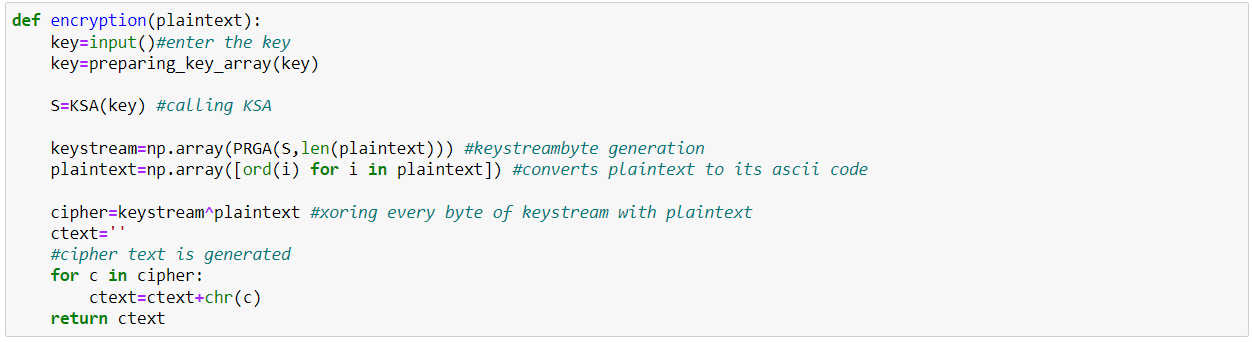 def encryption(plaintext):
    key=input()#enter the key
    key=preparing_key_array(key)
    S=KSA(key) #calling KSA
    keystream=np.array(PRGA(S,len(plaintext))) #keystreambyte generation
    plaintext=np.array([ord(i) for i in plaintext]) #converts plaintext to its ascii code
    cipher=keystream^plaintext #xoring every byte of keystream with plaintext
    ctext=''
    #cipher text is generated
    for c in cipher:
        ctext=ctext+chr(c)
    return ctext